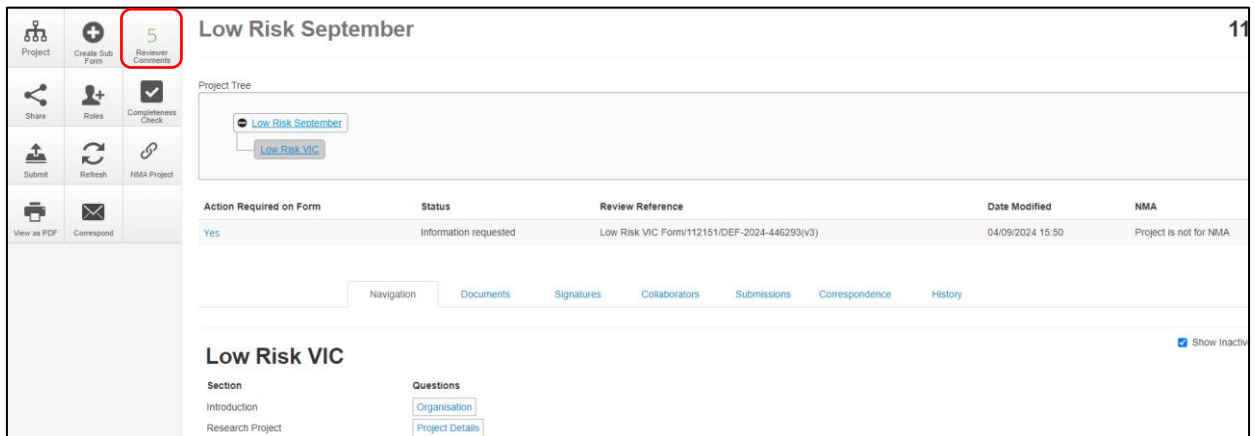 Project
Create Sub
Form
5
Reviewer
Comments
Share
Roles
Completeness
Check
Submit
Refresh
NMA Project
View as PDF
Correspond
Low Risk September
11
Project Tree
Low Risk September
Low Risk VIC
Action Required on Form Status Review Reference Date Modified NMA
Yes Information requested Low Risk VIC Form/112151/DEF-2024-446293(v3) 04/09/2024 15:50 Project is not for NMA
Navigation Documents Signatures Collaborators Submissions Correspondence History
Show Inactiv
Low Risk VIC
Section Questions
Introduction Organisation
Research Project Project Details